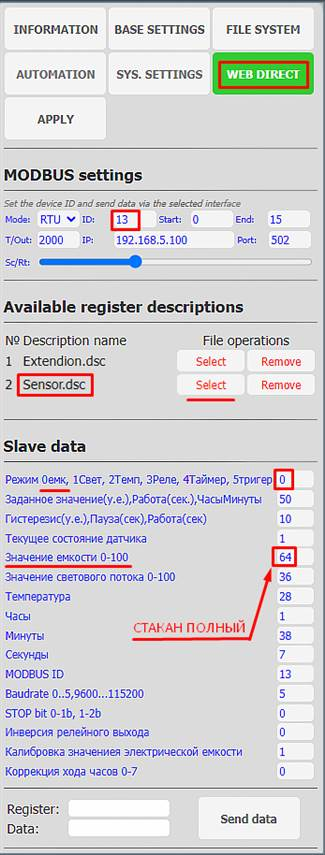 INFORMATION BASE SETTINGS FILE SYSTEM
AUTOMATION SYS. SETTINGS WEB DIRECT
APPLY
MODBUS settings
Set the device ID and send data via the selected interface
Mode: RTU ID: 13 Start: 0 End: 15
T/Out: 2000 IP: 192.168.5.100 Port: 502
Sc/Rt:
Available register descriptions
№ Description name File operations
1 Extendion.dsc Select Remove
2 Sensor.dsc Select Remove
Slave data
Режим 0емк, 1Свет, 2Темп, 3Реле, 4Таймер, 5тригер 0
Заданное значение(у.е.),Работа(сек.),ЧасыМинуты 50
Гистерезис(у.е.),Пауза(сек),Работа(сек) 10
Текущее состояние датчика 1
Значение емкости 0-100 64
Значение светового потока 0-100 36
Температура 28
СТАКАН ПОЛНЫЙ
Часы 1
Минуты 38
Секунды 7
MODBUS ID 13
Baudrate 0..5,9600...115200 5
STOP bit 0-1b, 1-2b 0
Инверсия релейного выхода 0
Калибровка значениея электрической емкости 1
Коррекция хода часов 0-7 0
Register:
Data:
Send data